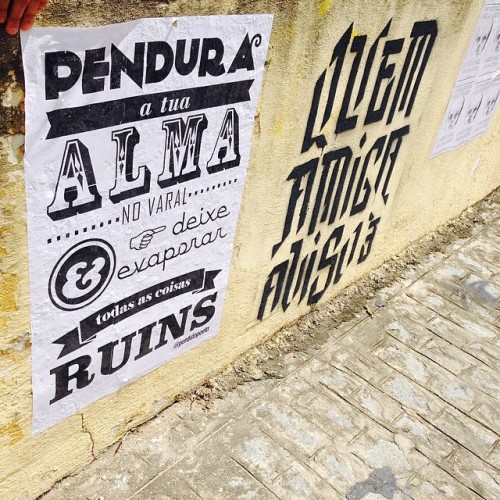 PENDURA
a tua
ALMA
NO VARAL
& deixe
evaporar
todas as coisas
RUINS
QUEM
AMIGA
AVISA